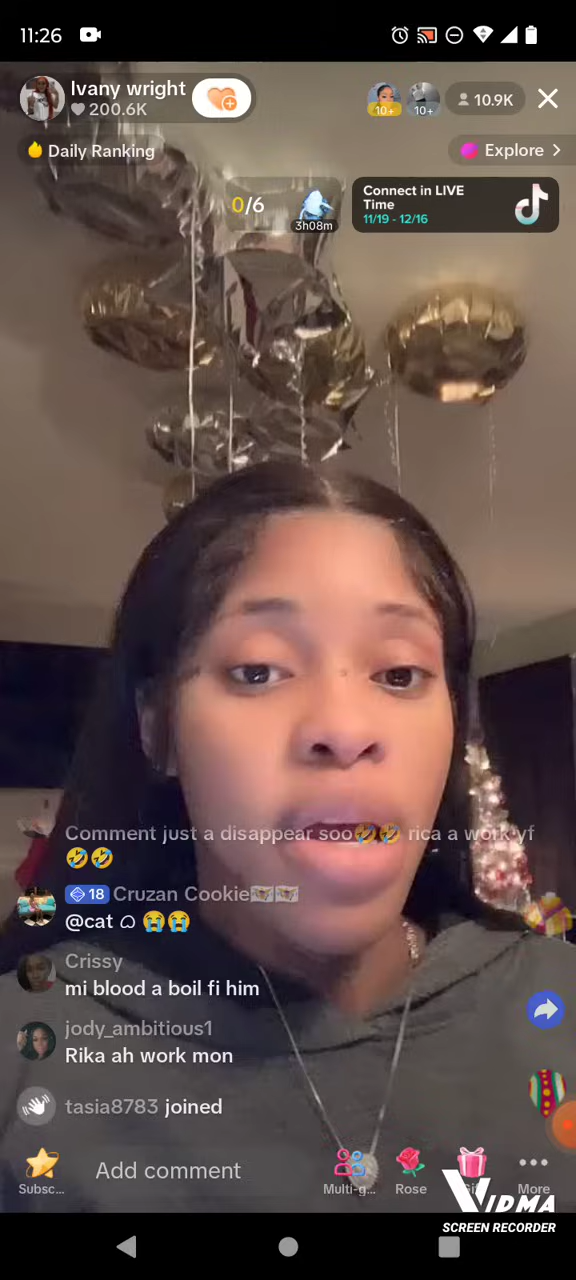 11:26
Ivany wright
200.6K
10+
10+
10.9K
Daily Ranking
Explore
0/6
3h08m
Connect in LIVE
Time
11/19 - 12/16
Comment just a disappear soo🤣🤣 rica a work yf
🤣🤣
18 Cruzan Cookie
@cat 😭😭
Crissy
mi blood a boil fi him
jody_ambitious1
Rika ah work mon
tasia8783 joined
Add comment
Subsc...
Multi-g...
Rose
More
VIDMA
SCREEN RECORDER